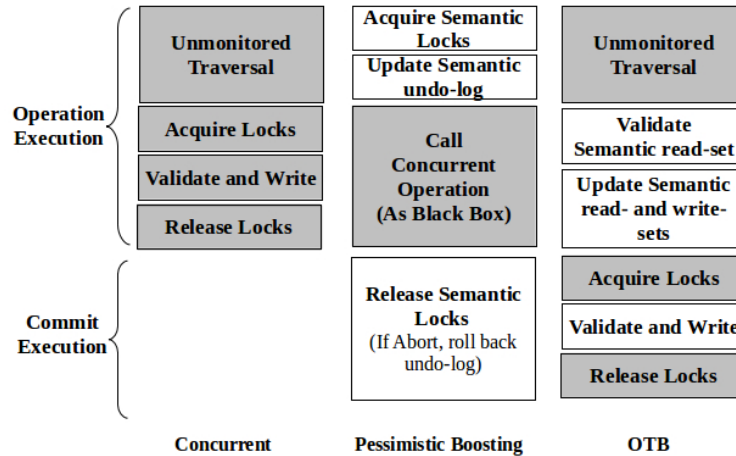 Unmonitored
Traversal
Acquire Locks
Validate and Write
Release Locks
Operation
Execution
Commit
Execution
Acquire Semantic
Locks
Update Semantic
undo-log
Call
Concurrent
Operation
(As Black Box)
Release Semantic
Locks
(If Abort, roll back
undo-log)
Unmonitored
Traversal
Validate
Semantic read-set
Update Semantic
read- and write-
sets
Acquire Locks
Validate and Write
Release Locks
Concurrent
Pessimistic Boosting
OTB